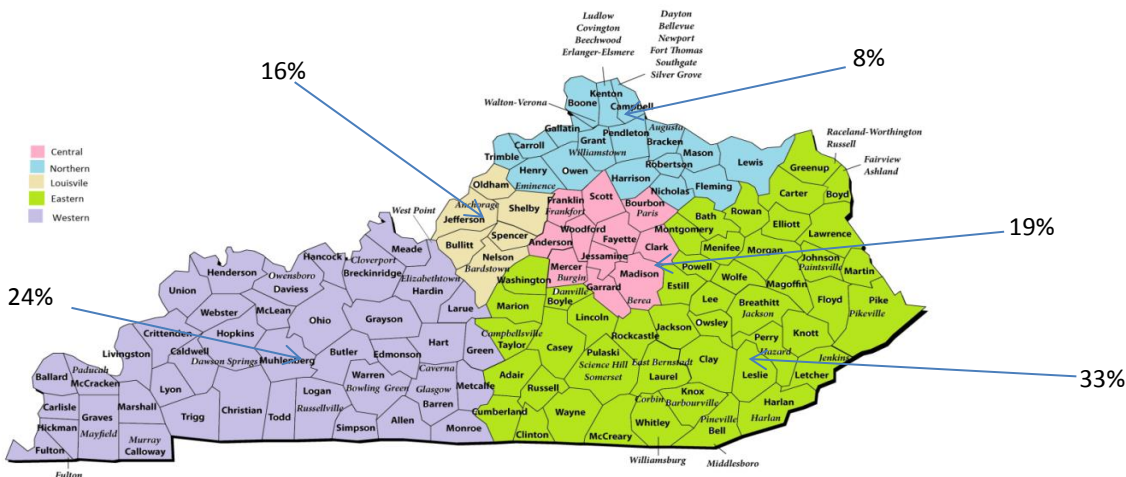 Ludlow
Covington
Beechwood
Erlanger-Elsmere
Dayton
Bellevue
Newport
Fort Thomas
Southgate
Silver Grove
16%
8%
Walton-Verona
Boone
Kenton
Campbell
Central
Northern
Louisvile
Eastern
Western
Gallatin
Carroll
Trimble
Grant
Williamstown
Pendleton
Augusta
Bracken
Mason
Robertson
Lewis
Henry
Eminence
Owen
Harrison
Nicholas
Fleming
Raceland-Worthington
Russell
Fairview
Ashland
Greenup
Carter
Boyd
Oldham
Anchorage
Jefferson
Shelby
Bullitt
Spencer
Nelson
Bardstown
West Point
Franklin
Frankfort
Scott
Bourbon
Paris
Woodford
Fayette
Anderson
Clark
Jessamine
Mercer
Burgin
Madison
Garrard
Berea
19%
Bath
Rowan
Montgomery
Elliott
Lawrence
Menifee
Morgan
Johnson
Paintsville
Martin
Powell
Wolfe
Magoffin
Estill
Lee
Breathitt
Jackson
Floyd
Pike
Pikeville
Washington
Danville
Boyle
Marion
Lincoln
Campbellsville
Taylor
Casey
Rockcastle
Jackson
Owsley
Perry
Hazard
Knott
Jenkins
Pulaski
Science Hill
Somerset
East Bernstadt
Laurel
Clay
Leslie
Letcher
33%
Adair
Russell
Corbin
Knox
Barbourville
Harlan
Harlan
Cumberland
Wayne
Whitley
Pineville
Bell
Clinton
McCreary
Williamsburg
Middlesboro
24%
Hancock
Meade
Cloverport
Breckinridge
Elizabethtown
Hardin
Larue
Henderson
Owensboro
Daviess
Union
Webster
McLean
Ohio
Grayson
Crittenden
Hopkins
Livingston
Caldwell
Dawson Springs
Muhlenberg
Butler
Edmonson
Hart
Green
Caverna
Warren
Bowling Green
Glasgow
Metcalfe
Barren
Ballard
Paducah
McCracken
Lyon
Logan
Russellville
Carlisle
Graves
Mayfield
Marshall
Trigg
Christian
Todd
Simpson
Allen
Monroe
Hickman
Murray
Calloway
Fulton
Fulton